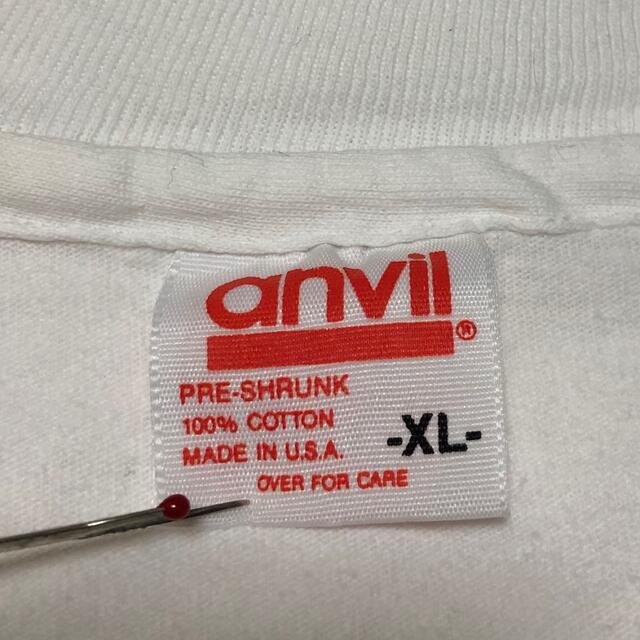 anvil®
PRE-SHRUNK
100% COTTON
MADE IN U.S.A.
-XL-
OVER FOR CARE